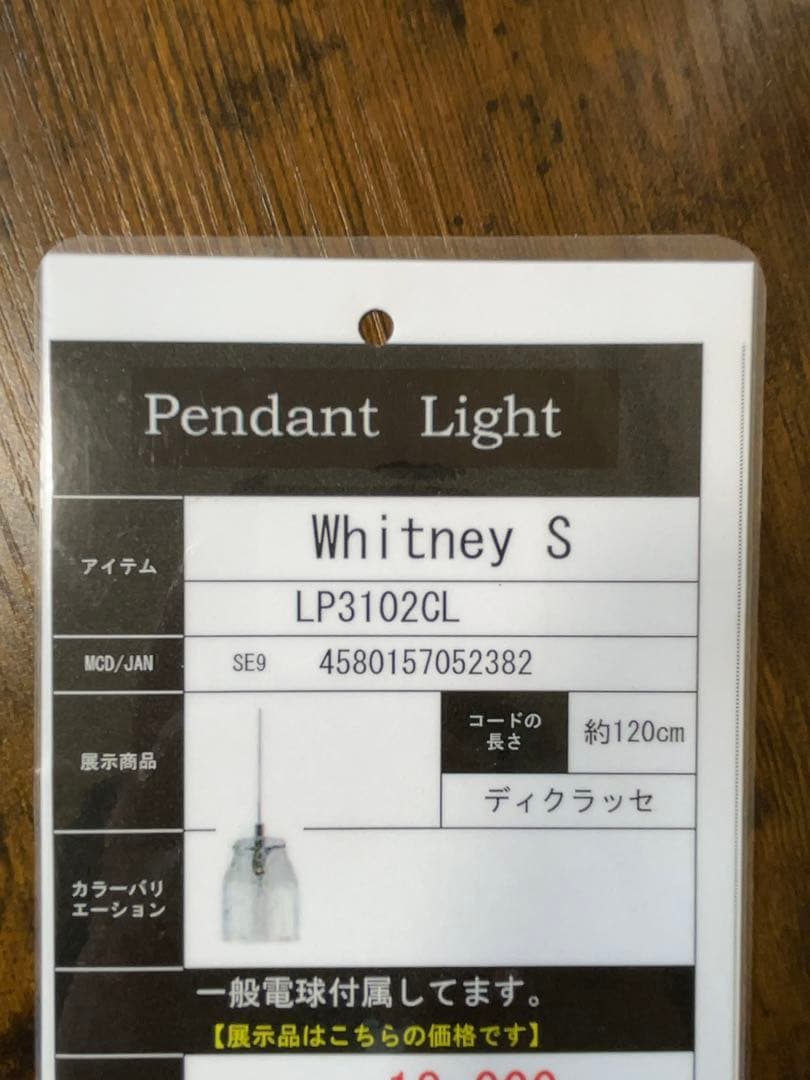 Pendant Light
アイテム
Whitney S
LP3102CL
MCD/JAN
SE9 4580157052382
展示商品
コードの
長さ
約120cm
ディクラッセ
カラーバリ
エーション
一般電球付属してます。
【展示品はこちらの価格です】